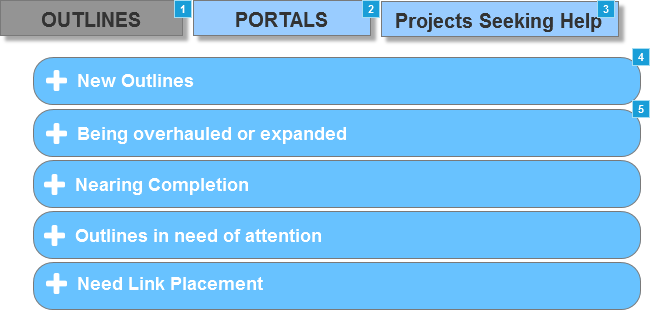 OUTLINES 1 PORTALS 2 Projects Seeking Help 3
4
New Outlines
5
Being overhauled or expanded
Nearing Completion
Outlines in need of attention
Need Link Placement